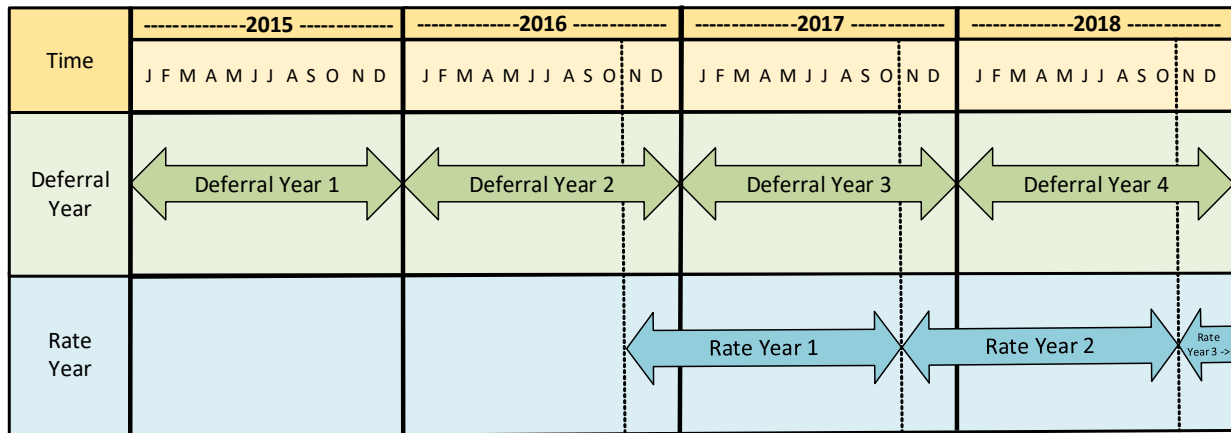 Time
--------------2015--------------
--------------2016--------------
--------------2017--------------
--------------2018--------------
J F M A M J J A S O N D
J F M A M J J A S O N D
J F M A M J J A S O N D
J F M A M J J A S O N D
Deferral
Year
Deferral Year 1
Deferral Year 2
Deferral Year 3
Deferral Year 4
Rate
Year
Rate Year 1
Rate Year 2
Rate
Year 3 ->